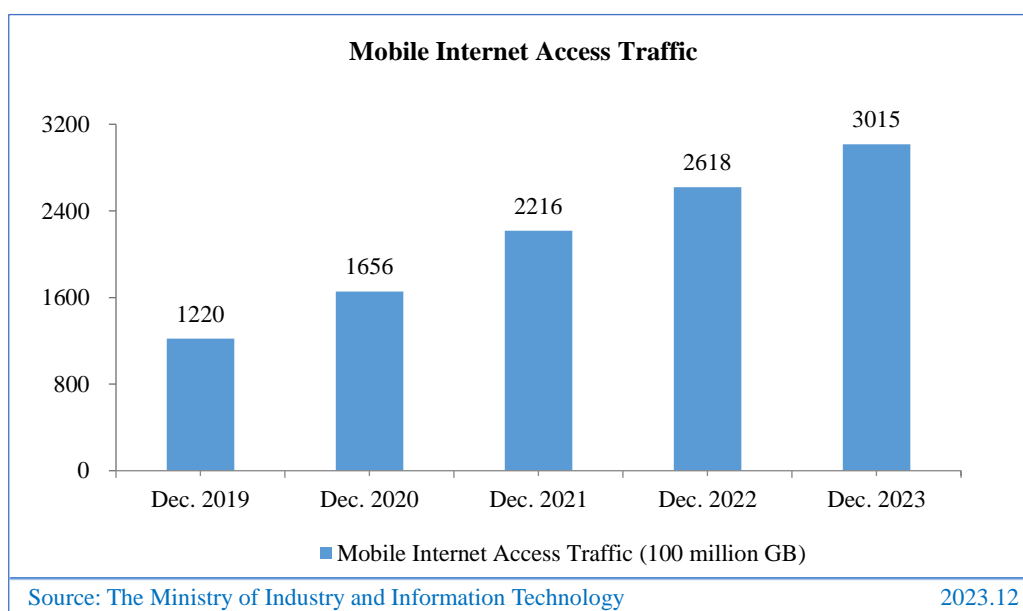 Mobile Internet Access Traffic
3200
2400
1600
800
0
1220
1656
2216
2618
3015
Dec. 2019
Dec. 2020
Dec. 2021
Dec. 2022
Dec. 2023
Mobile Internet Access Traffic (100 million GB)
Source: The Ministry of Industry and Information Technology 2023.12